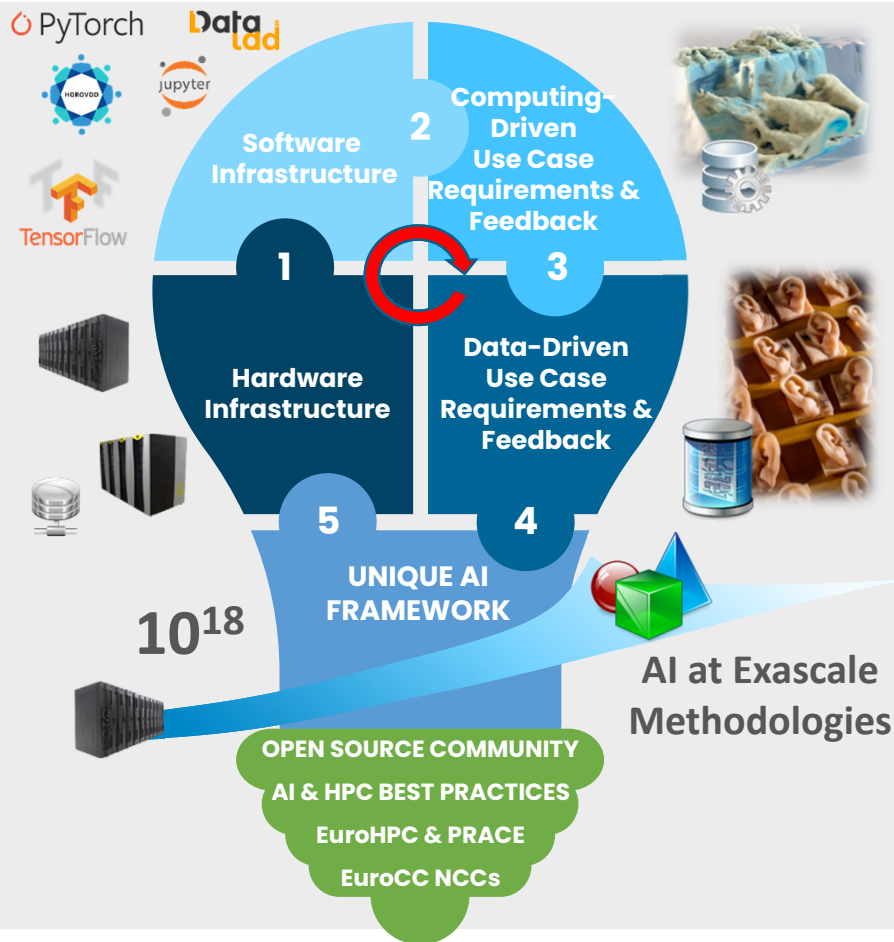 PyTorch
Data
Lad
HOROVOD
jupyter
TensorFlow
Software
Infrastructure
2
Computing-
Driven
Use Case
Requirements &
Feedback
1
3
Hardware
Infrastructure
Data-Driven
Use Case
Requirements &
Feedback
5
4
UNIQUE AI
FRAMEWORK
10¹⁸
AI at Exascale
Methodologies
OPEN SOURCE COMMUNITY
AI & HPC BEST PRACTICES
EuroHPC & PRACE
EuroCC NCCs